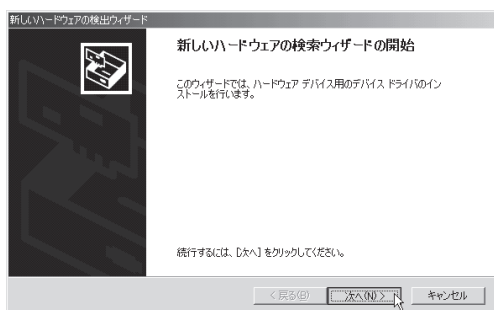 新しいハードウェアの検出ウィザード
新しいハードウェアの検索ウィザードの開始
このウィザードでは、ハードウェア デバイス用のデバイス ドライバのイン
ストールを行います。
続行するには、[次へ] をクリックしてください。
< 戻る(B)
次へ(N) >
キャンセル